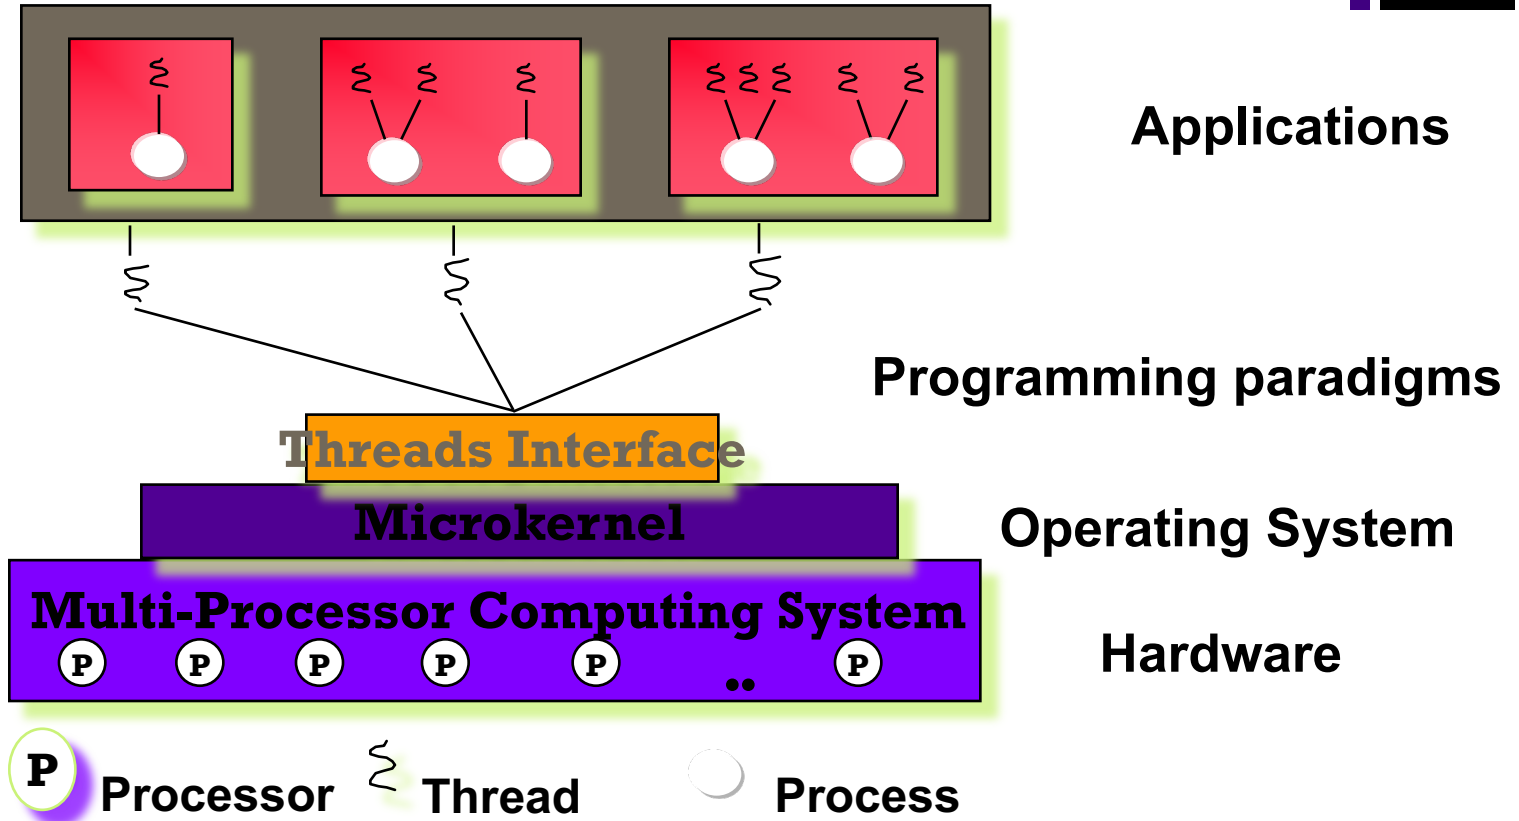 Applications
Programming paradigms
Threads Interface
Microkernel
Operating System
Multi-Processor Computing System
P P P P P .. P
Hardware
P Processor Thread Process